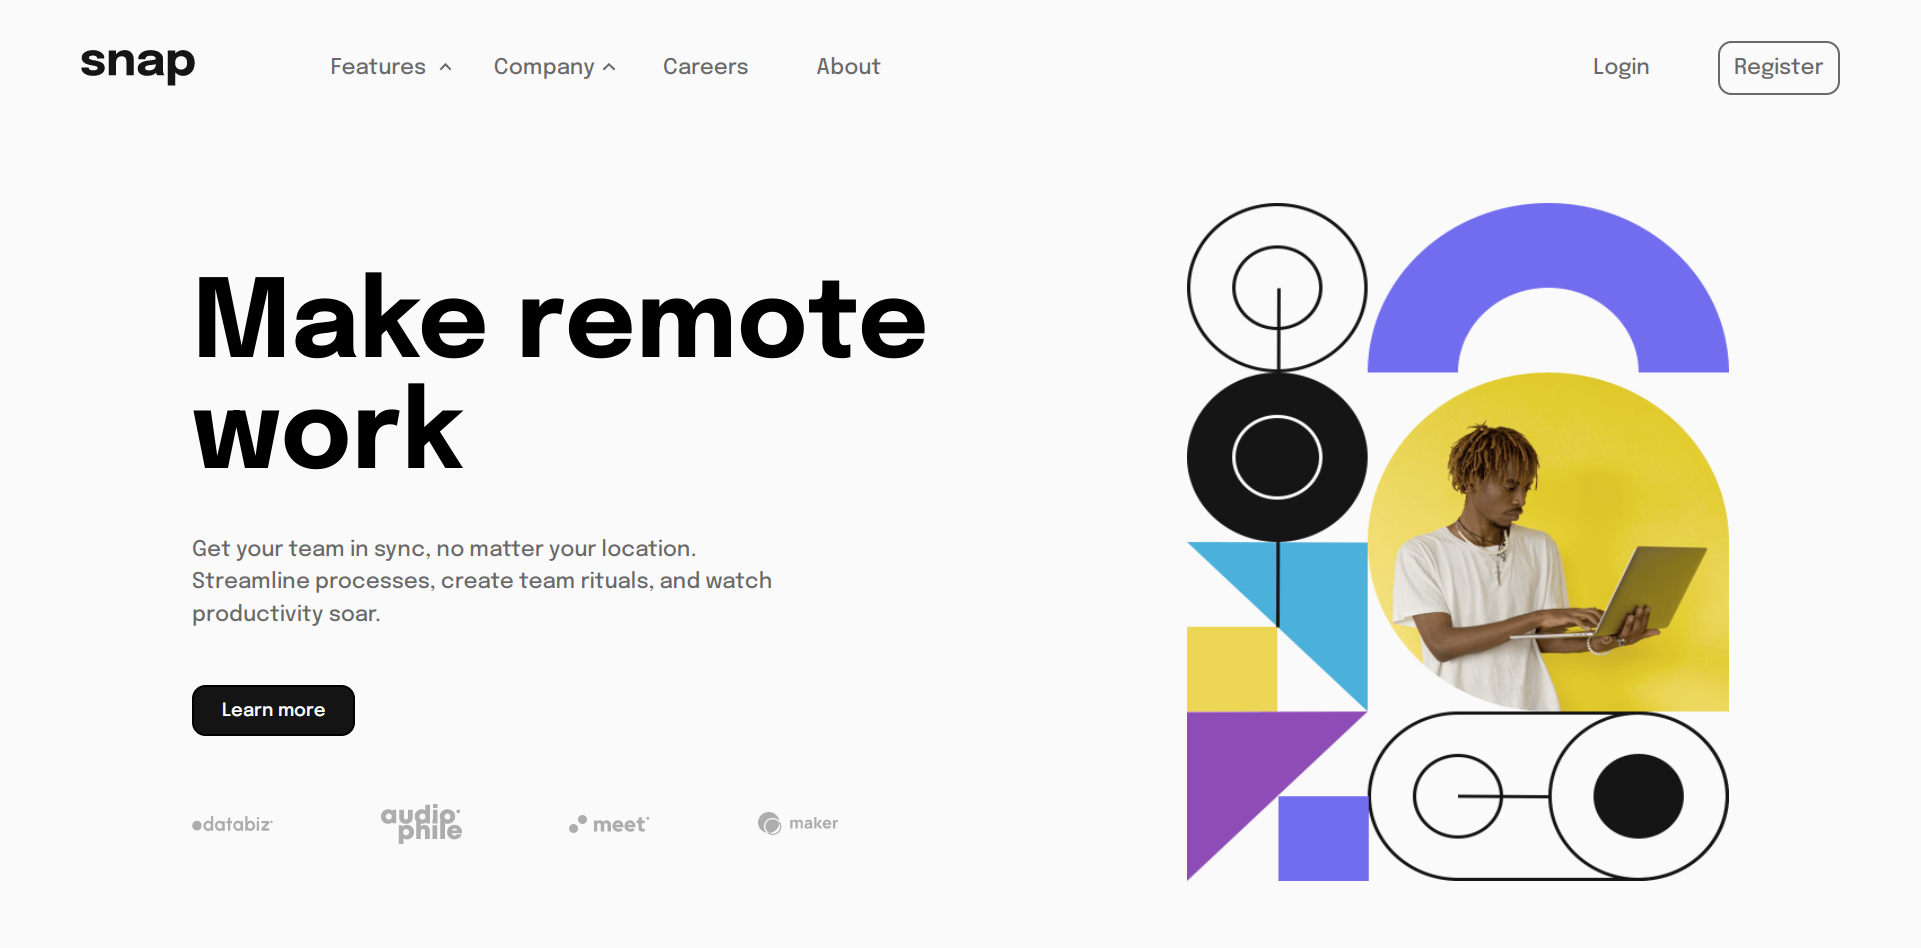 snap
Features
Company
Careers
About
Login
Register
Make remote
work
Get your team in sync, no matter your location.
Streamline processes, create team rituals, and watch
productivity soar.
Learn more
databiz
audio
phile
meet
maker